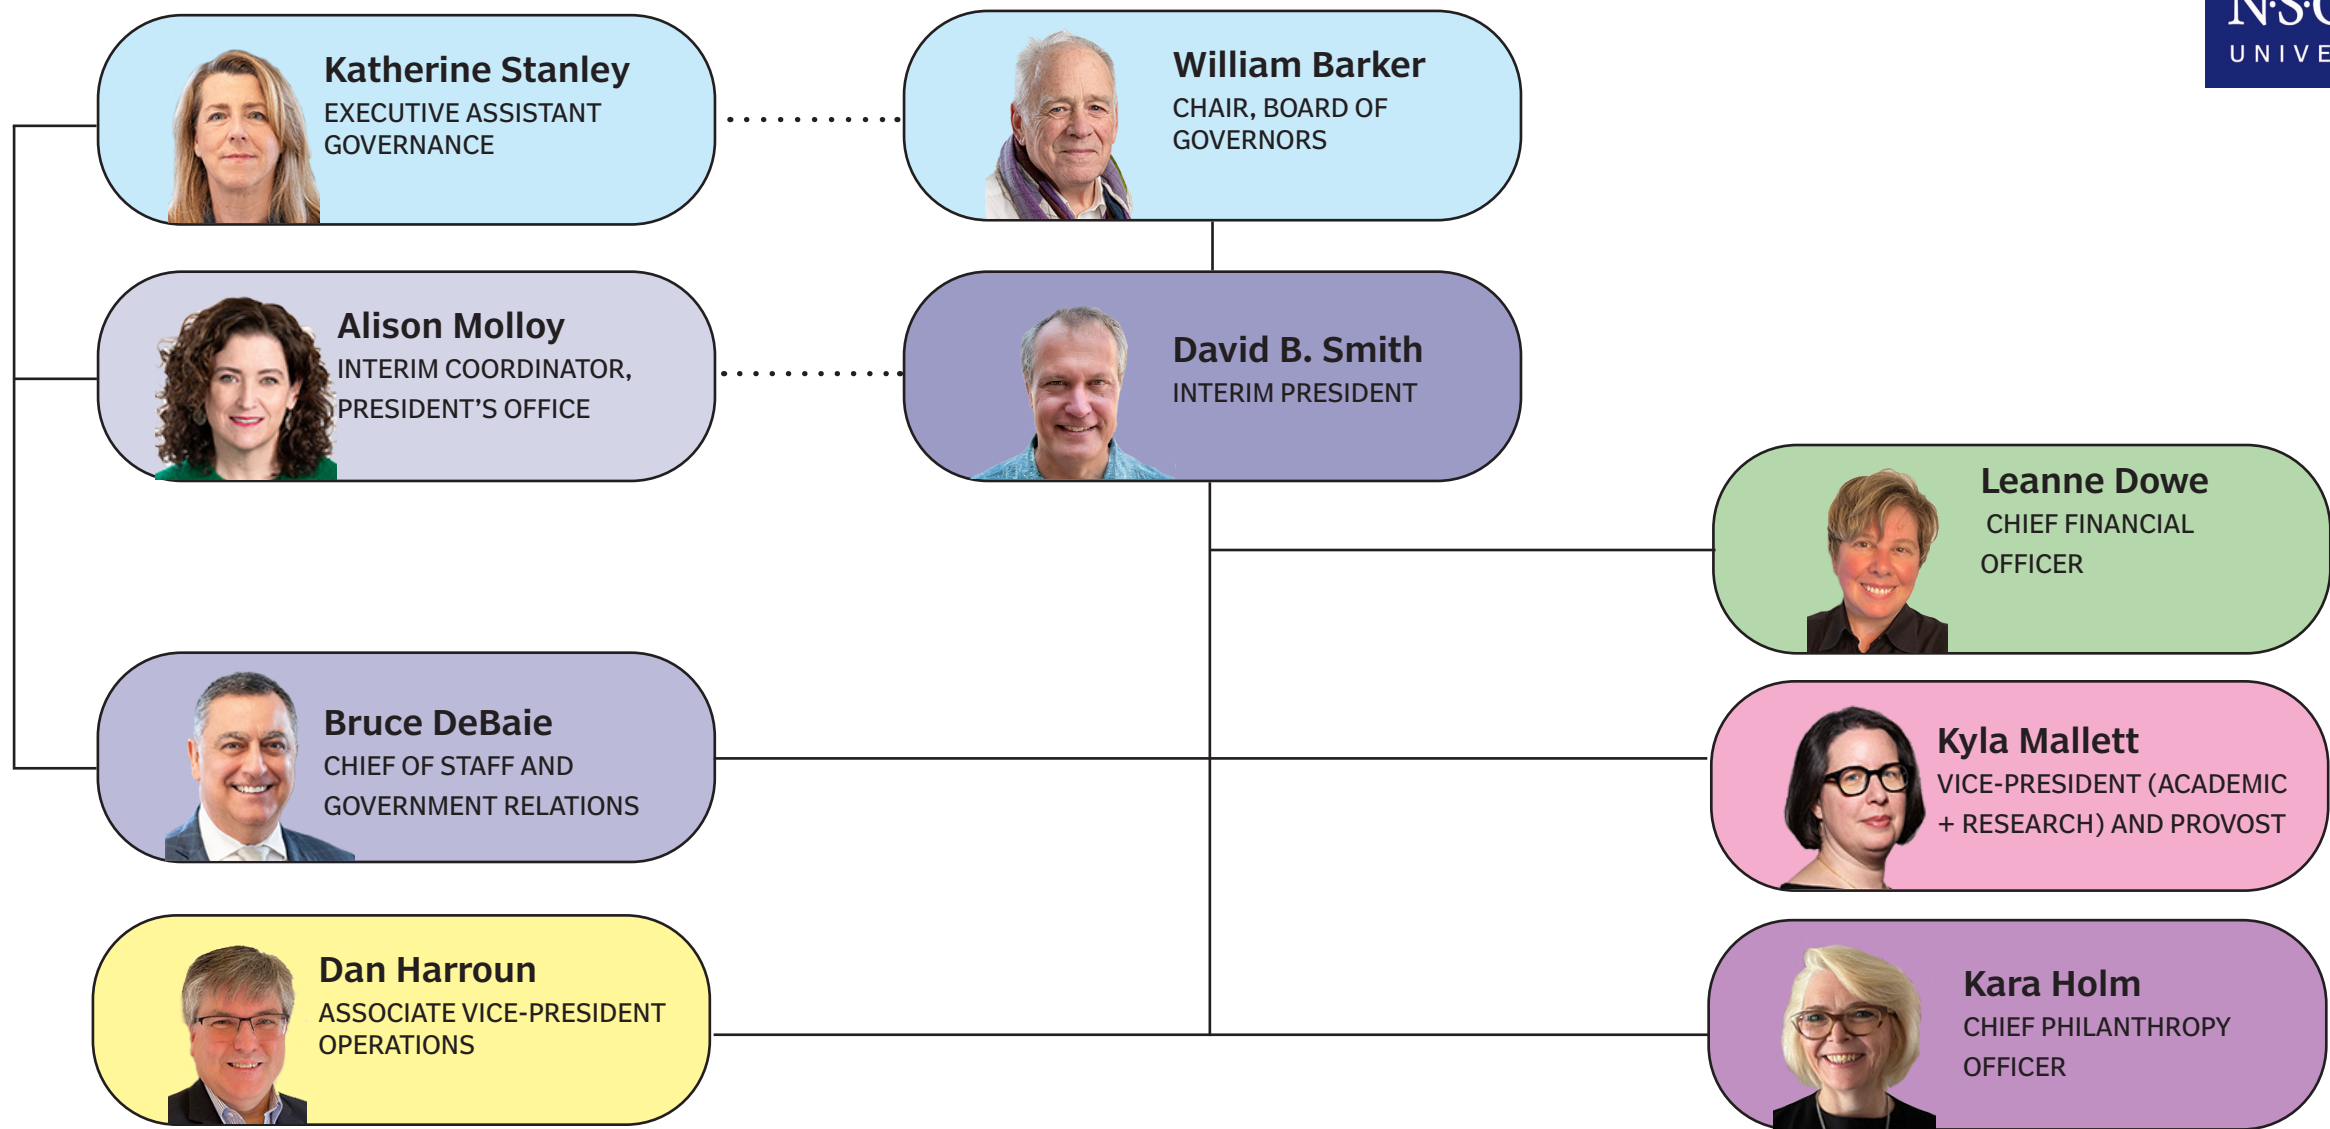 N·S·C
UNIVE
Katherine Stanley
EXECUTIVE ASSISTANT
GOVERNANCE
William Barker
CHAIR, BOARD OF
GOVERNORS
Alison Molloy
INTERIM COORDINATOR,
PRESIDENT’S OFFICE
David B. Smith
INTERIM PRESIDENT
Leanne Dowe
CHIEF FINANCIAL
OFFICER
Bruce DeBaie
CHIEF OF STAFF AND
GOVERNMENT RELATIONS
Kyla Mallett
VICE-PRESIDENT (ACADEMIC
+ RESEARCH) AND PROVOST
Dan Harroun
ASSOCIATE VICE-PRESIDENT
OPERATIONS
Kara Holm
CHIEF PHILANTHROPY
OFFICER